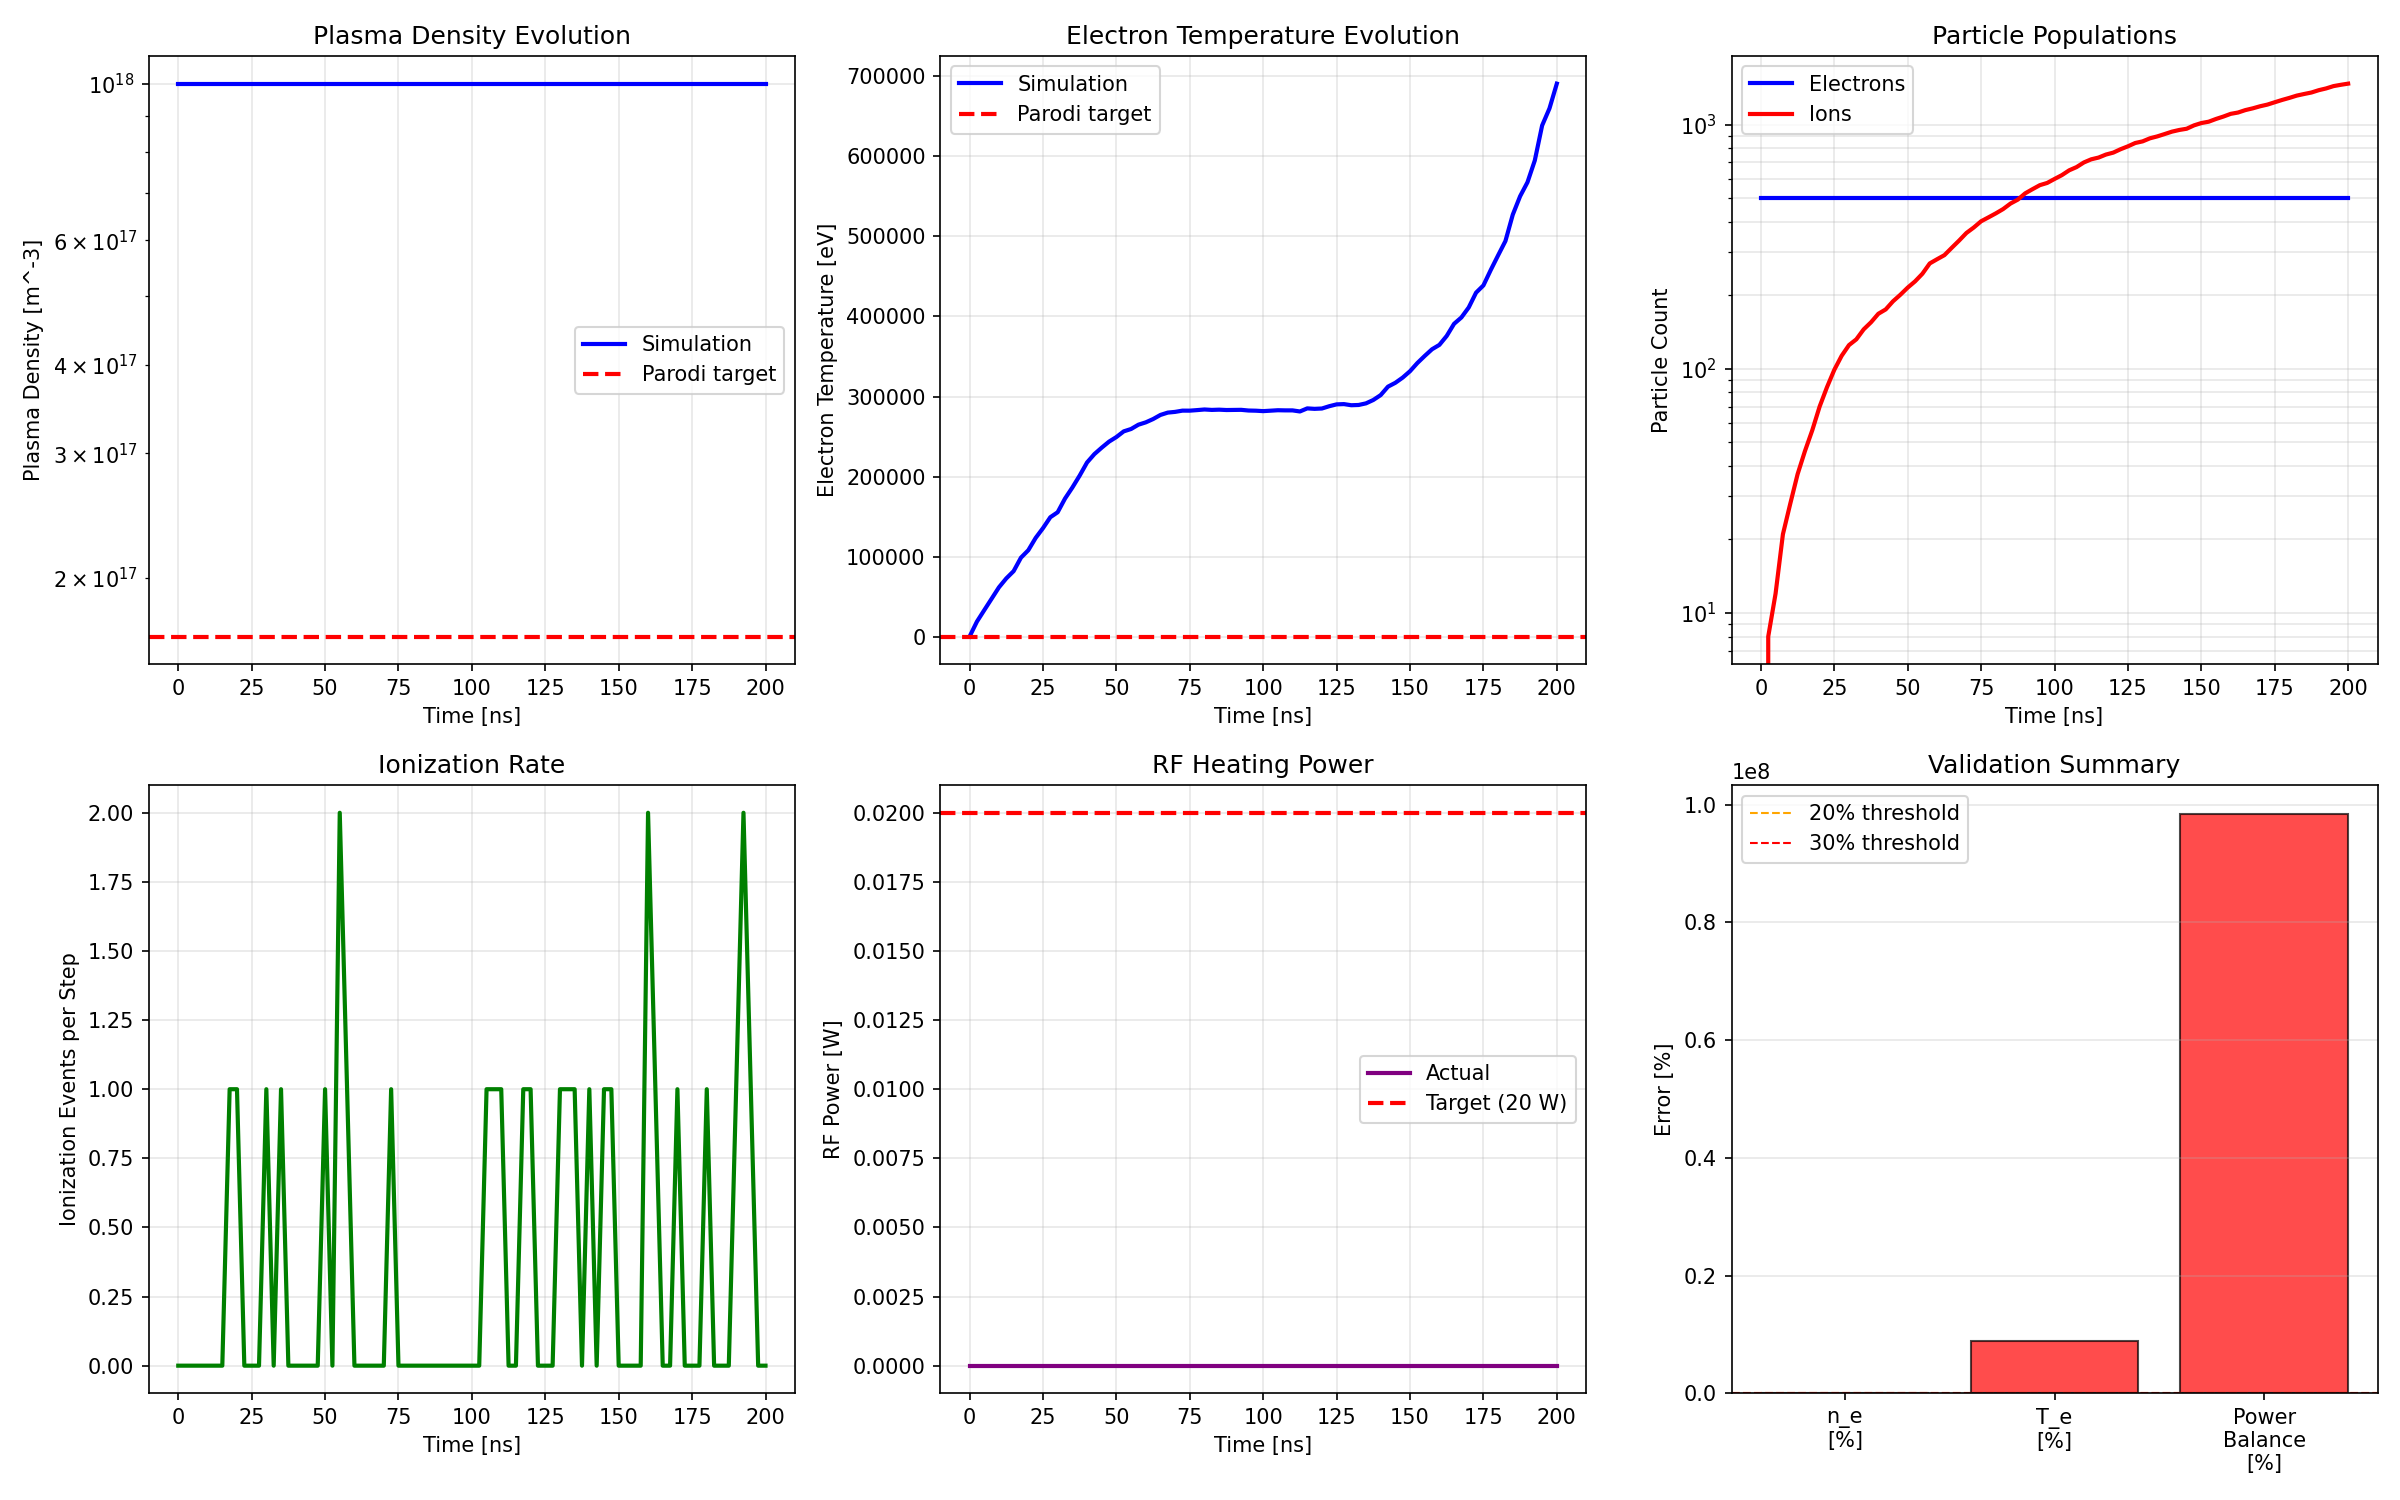 Plasma Density Evolution
Plasma Density [m^-3]
10^18
6 × 10^17
4 × 10^17
3 × 10^17
2 × 10^17
Simulation
Parodi target
0 25 50 75 100 125 150 175 200
Time [ns]
Electron Temperature Evolution
Electron Temperature [eV]
700000
600000
500000
400000
300000
200000
100000
0
Simulation
Parodi target
0 25 50 75 100 125 150 175 200
Time [ns]
Particle Populations
Particle Count
10^3
10^2
10^1
Electrons
Ions
0 25 50 75 100 125 150 175 200
Time [ns]
Ionization Rate
Ionization Events per Step
2.00
1.75
1.50
1.25
1.00
0.75
0.50
0.25
0.00
0 25 50 75 100 125 150 175 200
Time [ns]
RF Heating Power
RF Power [W]
0.0200
0.0175
0.0150
0.0125
0.0100
0.0075
0.0050
0.0025
0.0000
Actual
Target (20 W)
0 25 50 75 100 125 150 175 200
Time [ns]
Validation Summary
1e8
Error [%]
1.0
0.8
0.6
0.4
0.2
0.0
20% threshold
30% threshold
n_e
[%]
T_e
[%]
Power
Balance
[%]